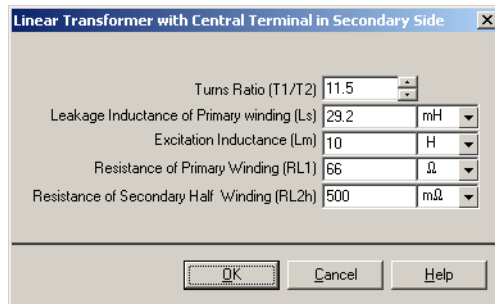 Linear Transformer with Central Terminal in Secondary Side
Turns Ratio (T1/T2) 11.5
Leakage Inductance of Primary winding (Ls) 29.2 mH
Excitation Inductance (Lm) 10 H
Resistance of Primary Winding (RL1) 66 Ω
Resistance of Secondary Half Winding (RL2h) 500 mΩ
OK Cancel Help